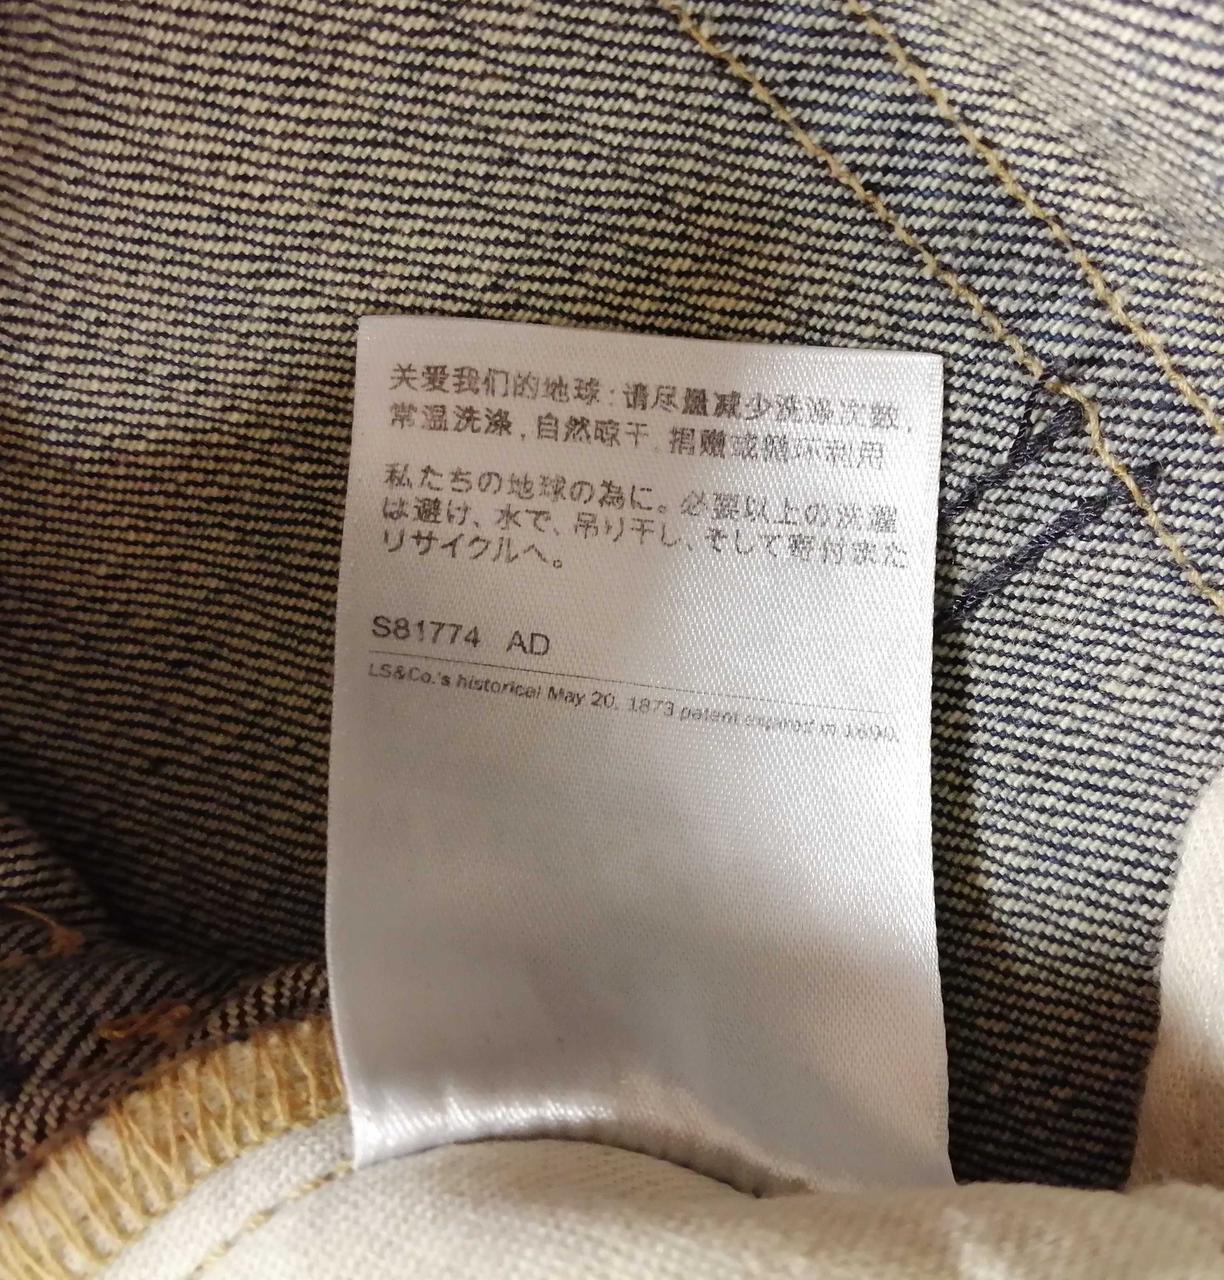 关爱我们的地球:请尽量减少洗涤次数,
常温洗涤,自然晾干,捐赠或循环利用
私たちの地球の為に。必要以上の洗濯
は避け、水で、吊り干し、そして寄付また
リサイクルへ。
S81774 AD
LS&Co.'s historical May 20, 1873 patent expired in 1890.